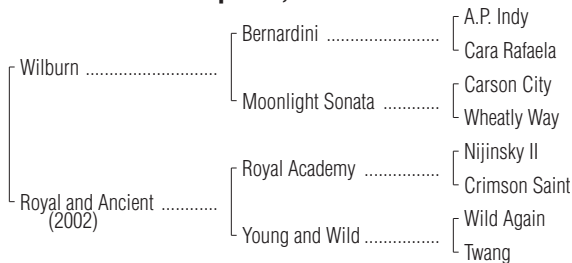 A.P. Indy
Bernardini ......................
Cara Rafaela
Wilburn .........................
Carson City
Moonlight Sonata ...........
Wheatly Way
Nijinsky II
Royal Academy ...............
Crimson Saint
Royal and Ancient ...........
(2002)
Wild Again
Young and Wild ...............
Twang